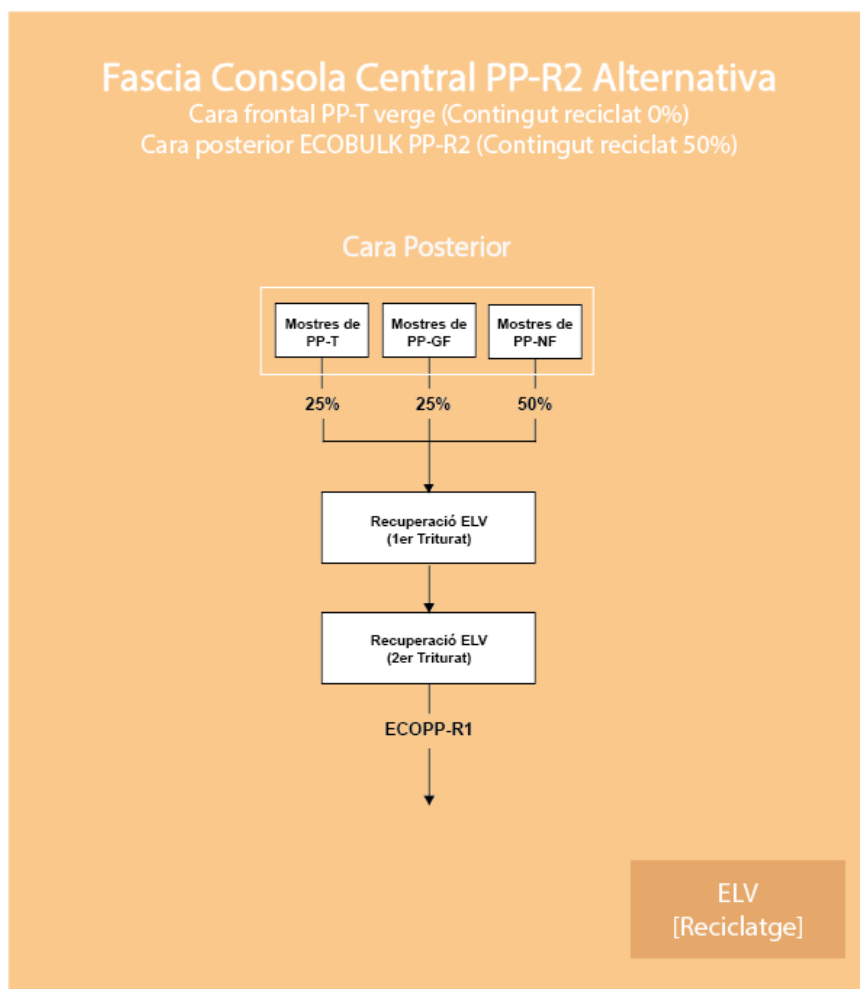 Fascia Consola Central PP-R2 Alternativa
Cara frontal PP-T verge (Contingut reciclat 0%)
Cara posterior ECOBULK PP-R2 (Contingut reciclat 50%)
Cara Posterior
Mostres de
PP-T
Mostres de
PP-GF
Mostres de
PP-NF
25%
25%
50%
Recuperació ELV
(1er Triturat)
Recuperació ELV
(2er Triturat)
ECOPP-R1
ELV
[Reciclatge]